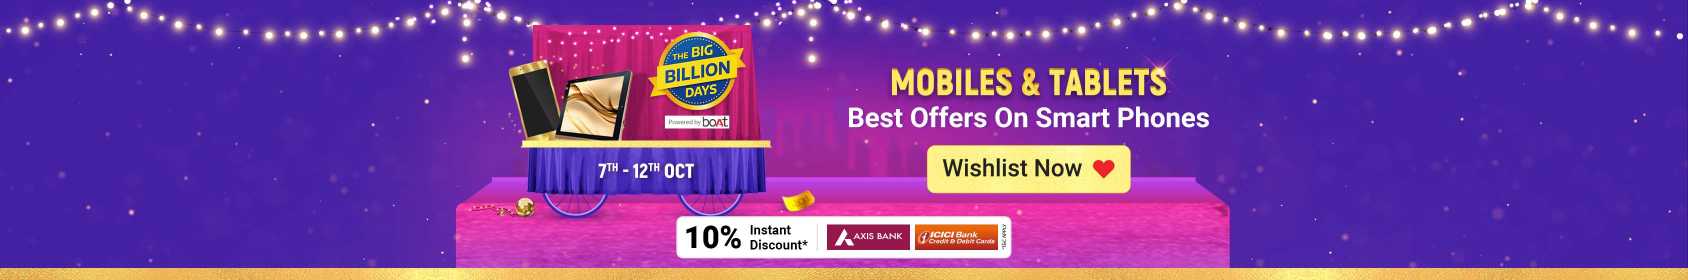 THE BIG
BILLION
DAYS
Powered by boAt
7TH - 12TH OCT
MOBILES & TABLETS
Best Offers On Smart Phones
Wishlist Now
10% Instant
Discount*
AXIS BANK
ICICI Bank
Credit & Debit Cards
*T&C APPLY